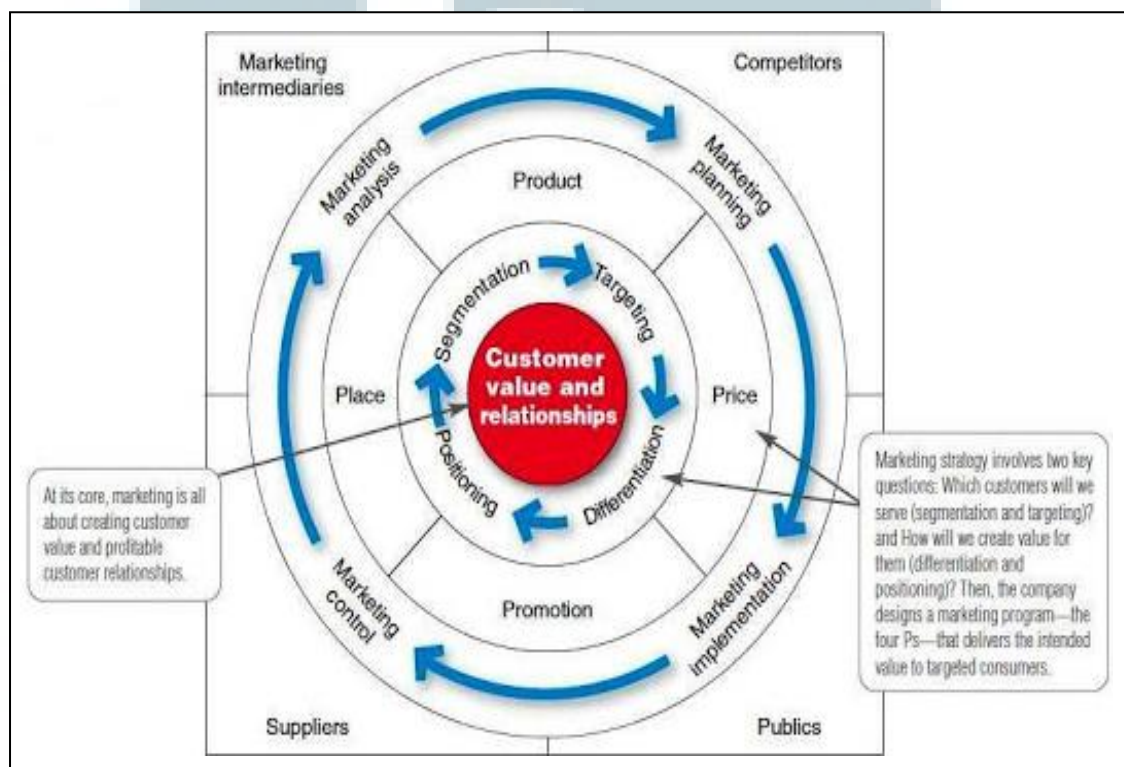 Marketing
intermediaries
Competitors
Marketing
analysis
Marketing
planning
Product
Segmentation
Targeting
Customer
value and
relationships
Place
Price
Positioning
Differentiation
At its core, marketing is all
about creating customer
value and profitable
customer relationships.
Marketing strategy involves two key
questions: Which customers will we
serve (segmentation and targeting)?
and How will we create value for
them (differentiation and
positioning)? Then, the company
designs a marketing program—the
four Ps—that delivers the intended
value to targeted consumers.
Marketing
control
Promotion
Marketing
implementation
Suppliers
Publics